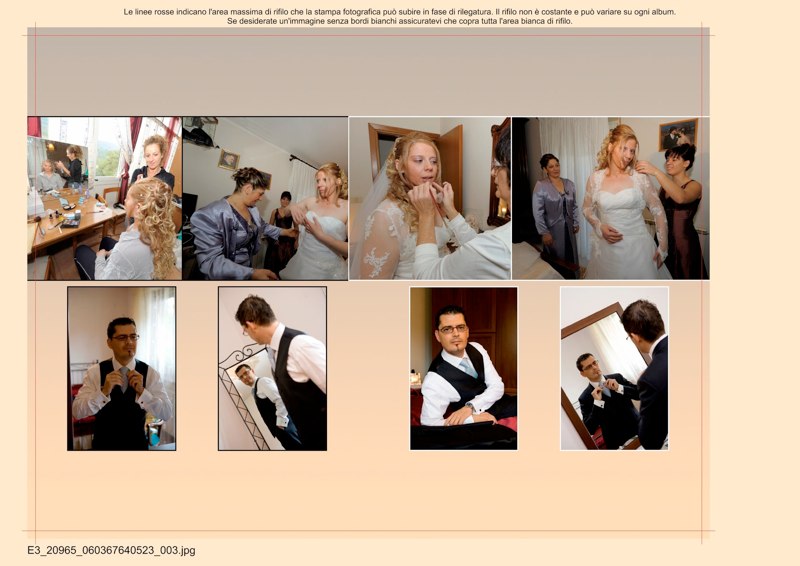 Le linee rosse indicano l'area massima di rifilo che la stampa fotografica può subire in fase di rilegatura. Il rifilo non è costante e può variare su ogni album.
Se desiderate un'immagine senza bordi bianchi assicuratevi che copra tutta l'area bianca di rifilo.
E3_20965_060367640523_003.jpg